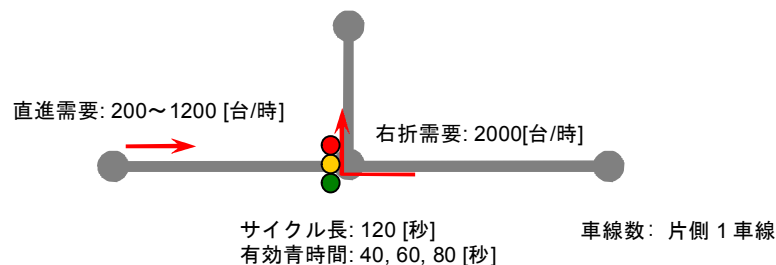 直進需要: 200～1200 [台/時]
右折需要: 2000[台/時]
サイクル長: 120 [秒]
有効青時間: 40, 60, 80 [秒]
車線数: 片側 1 車線